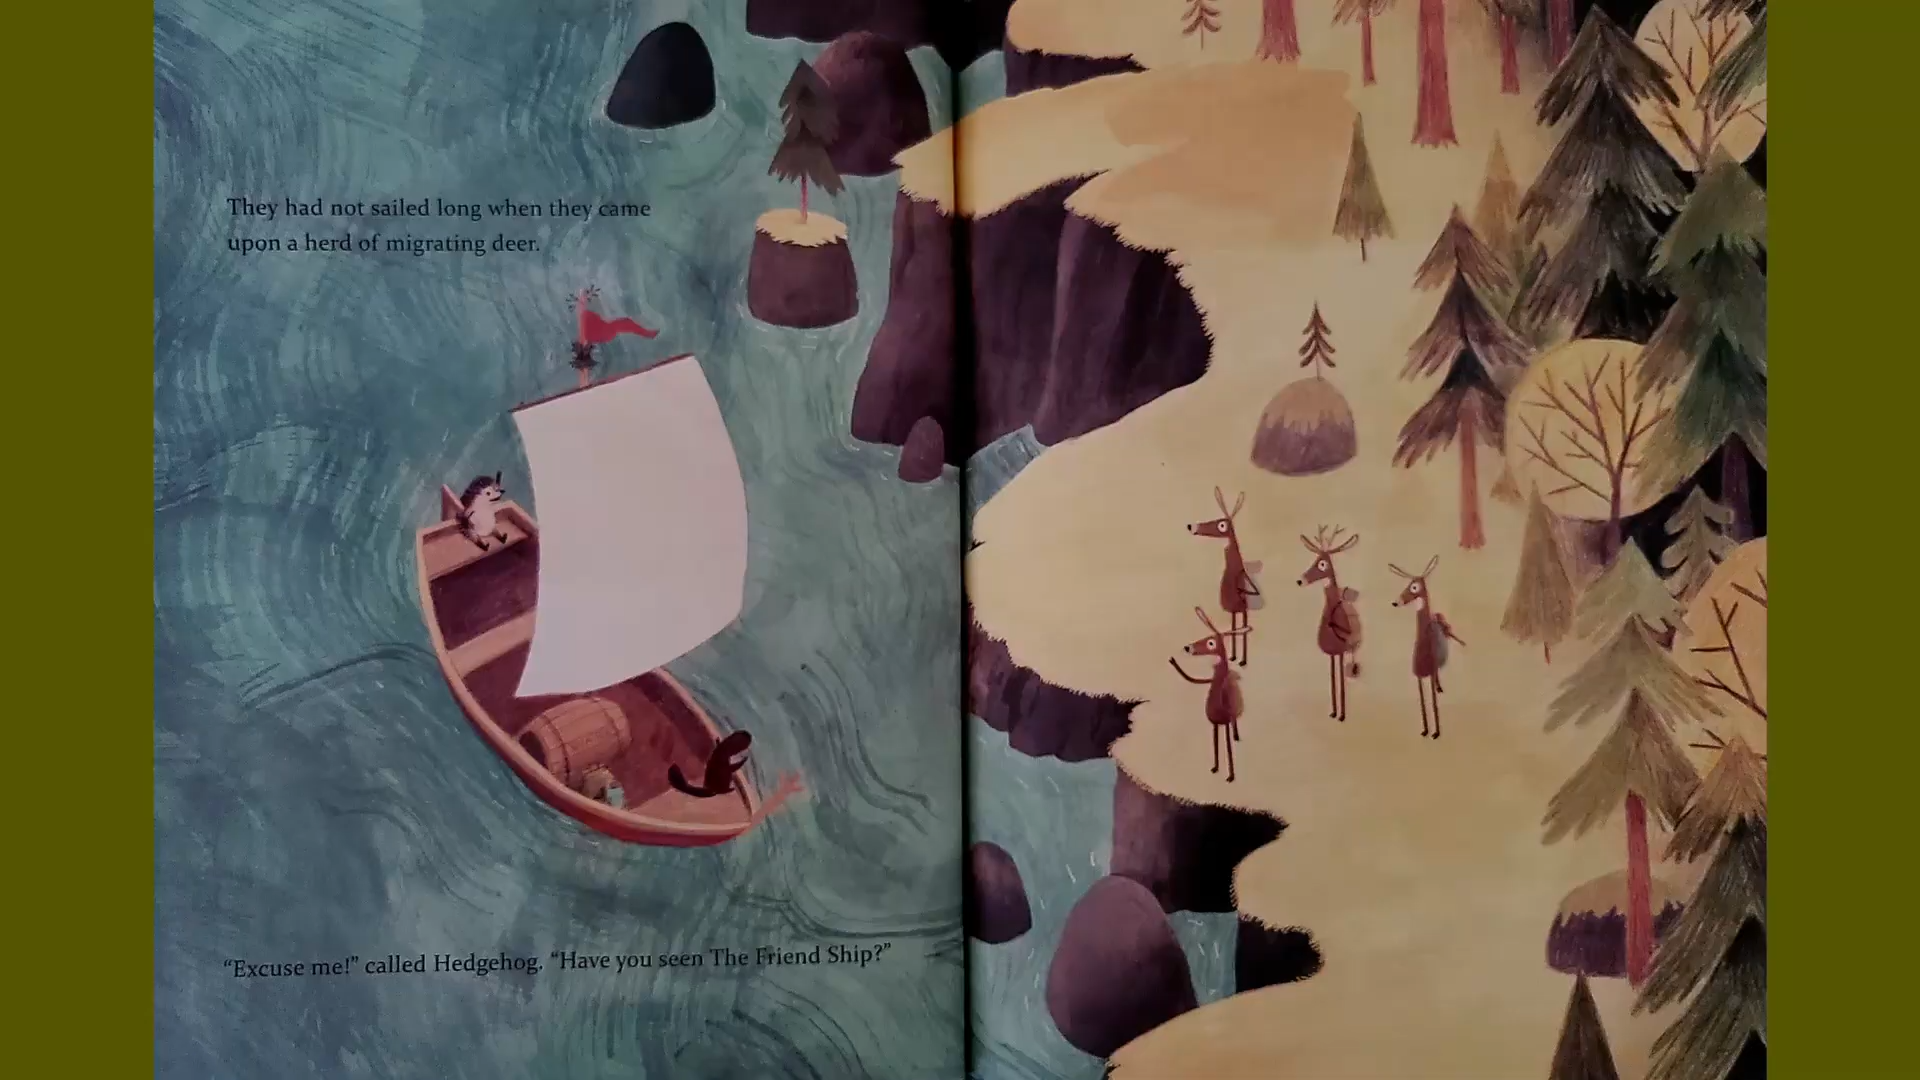 They had not sailed long when they came
upon a herd of migrating deer.
“Excuse me!” called Hedgehog. “Have you seen The Friend Ship?”